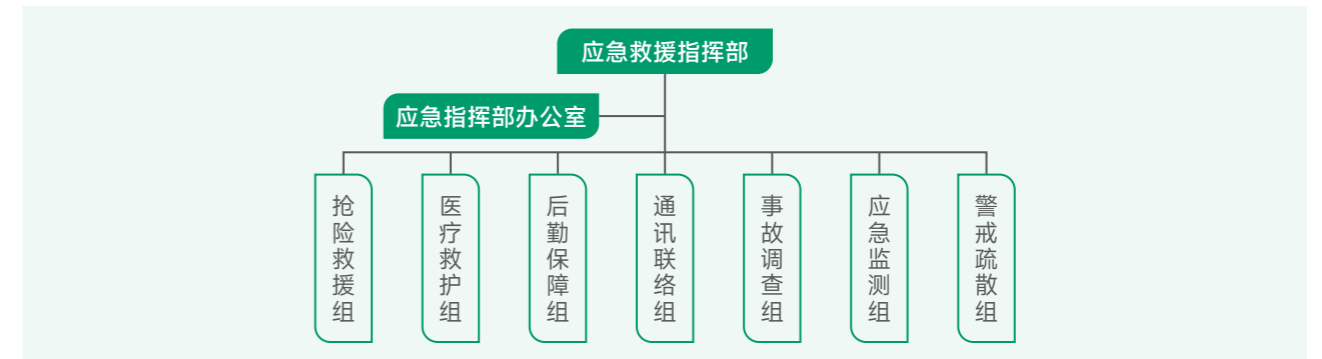 应急救援指挥部
应急指挥部办公室
抢险救援组
医疗救护组
后勤保障组
通讯联络组
事故调查组
应急监测组
警戒疏散组